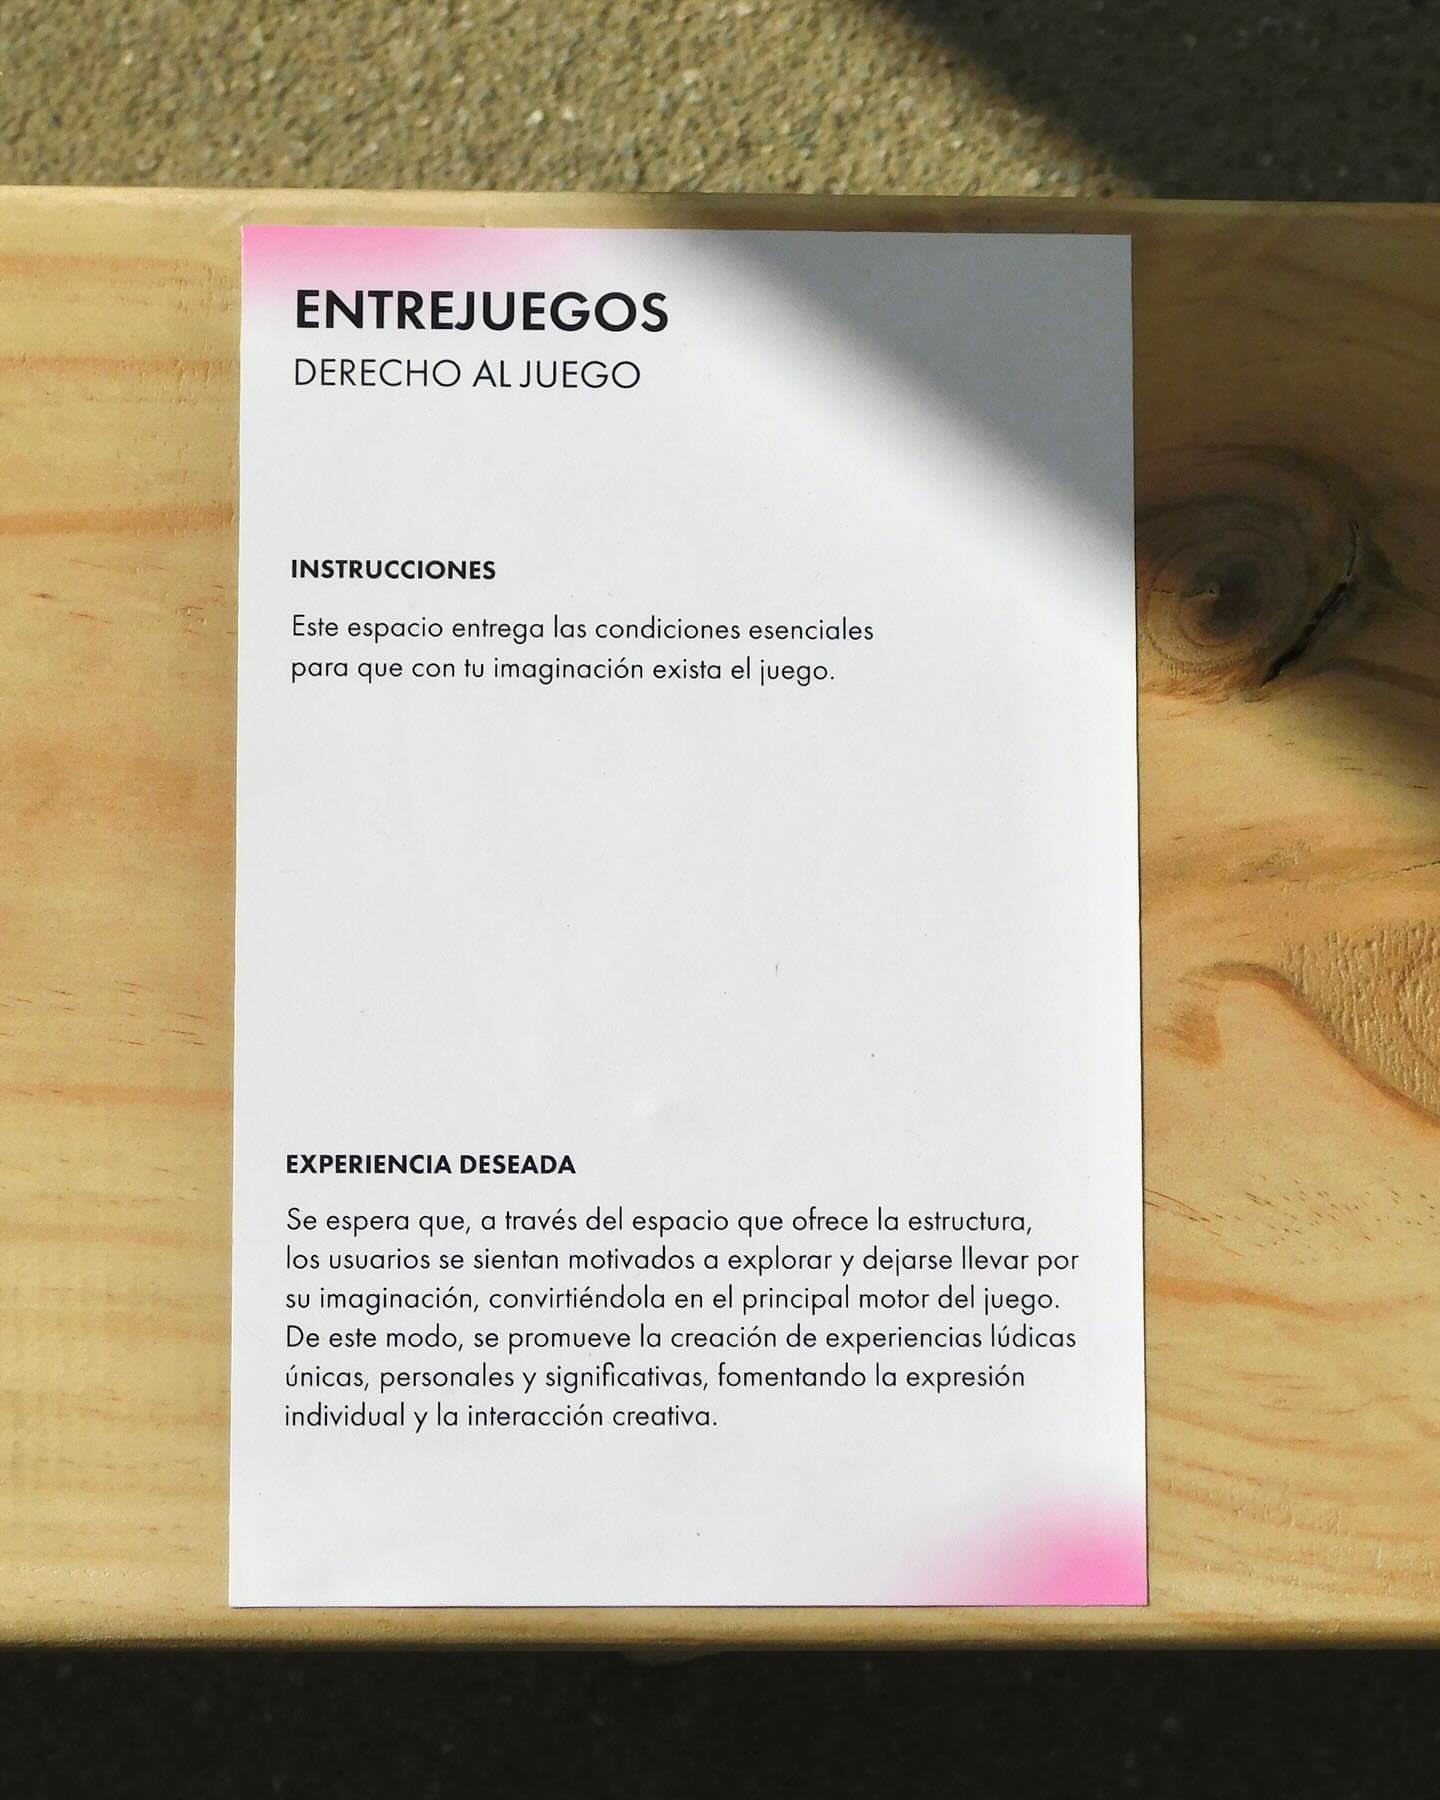 ENTREJUEGOS
DERECHO AL JUEGO
INSTRUCCIONES
Este espacio entrega las condiciones esenciales
para que con tu imaginación exista el juego.
EXPERIENCIA DESEADA
Se espera que, a través del espacio que ofrece la estructura,
los usuarios se sientan motivados a explorar y dejarse llevar por
su imaginación, convirtiéndola en el principal motor del juego.
De este modo, se promueve la creación de experiencias lúdicas
únicas, personales y significativas, fomentando la expresión
individual y la interacción creativa.